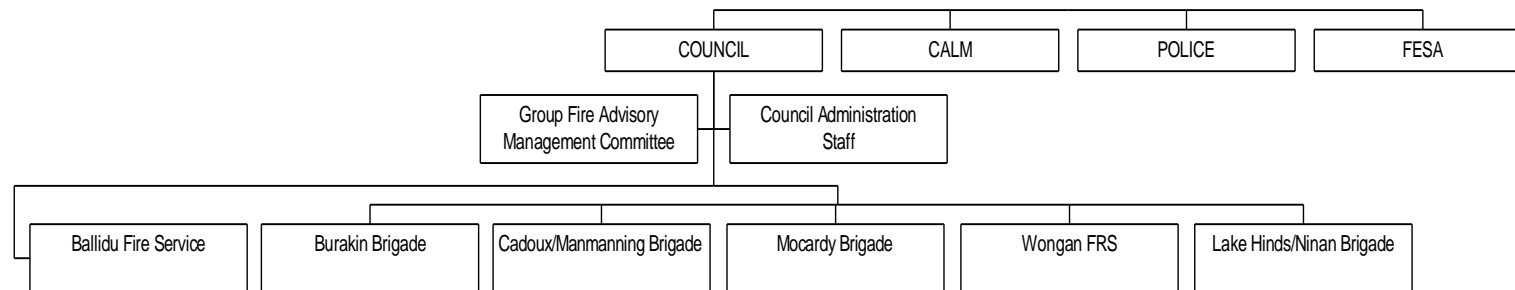 COUNCIL
CALM
POLICE
FESA
Group Fire Advisory
Management Committee
Council Administration
Staff
Ballidu Fire Service
Burakin Brigade
Cadoux/Manmanning Brigade
Mocardy Brigade
Wongan FRS
Lake Hinds/Ninan Brigade